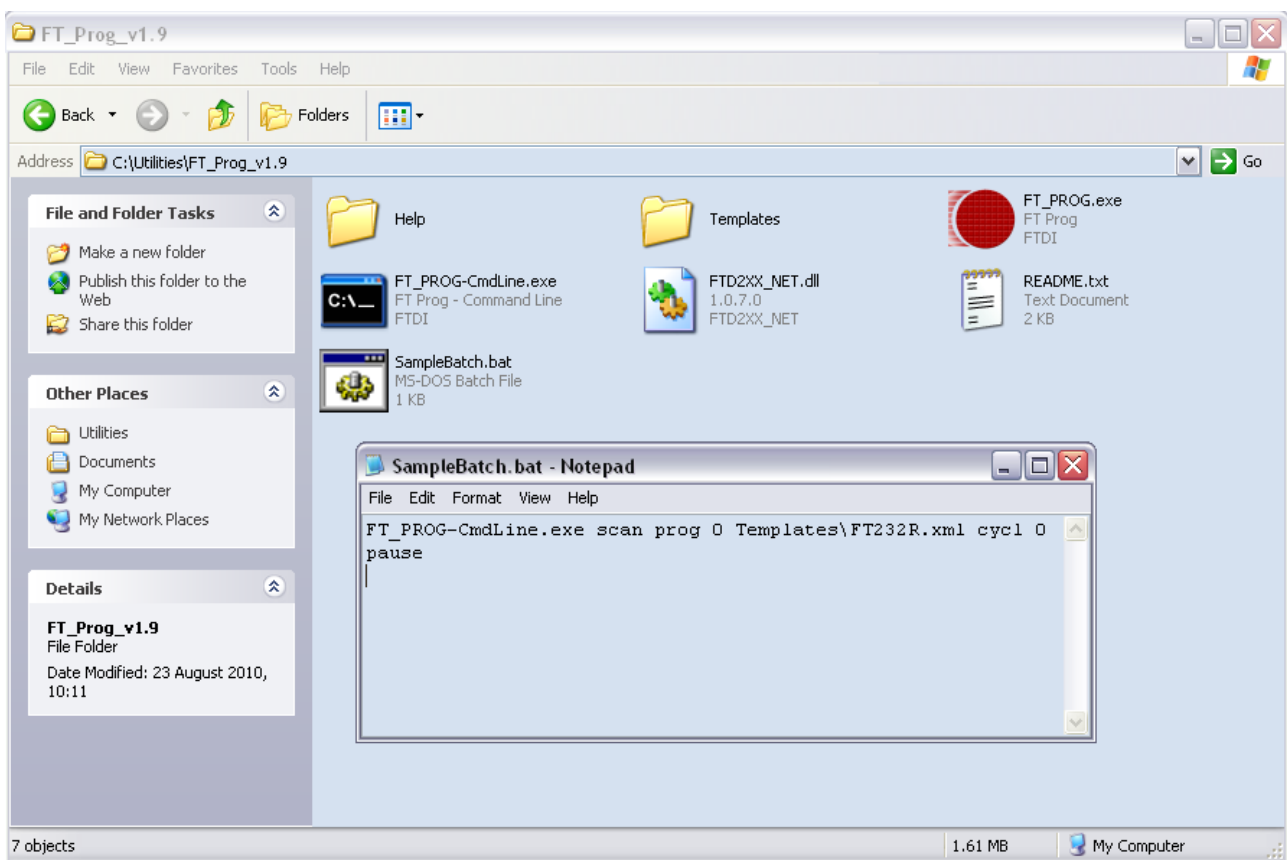 FT_Prog_v1.9
File Edit View Favorites Tools Help
Back Folders
Address C:\Utilities\FT_Prog_v1.9 Go
File and Folder Tasks
Make a new folder
Publish this folder to the
Web
Share this folder
Other Places
Utilities
Documents
My Computer
My Network Places
Details
FT_Prog_v1.9
File Folder
Date Modified: 23 August 2010,
10:11
Help
Templates
FT_PROG.exe
FT Prog
FTDI
C:\_
FT_PROG-CmdLine.exe
FT Prog - Command Line
FTDI
FTD2XX_NET.dll
1.0.7.0
FTD2XX_NET
README.txt
Text Document
2 KB
SampleBatch.bat
MS-DOS Batch File
1 KB
SampleBatch.bat - Notepad
File Edit Format View Help
FT_PROG-CmdLine.exe scan prog 0 Templates\FT232R.xml cycl 0
pause
7 objects 1.61 MB My Computer